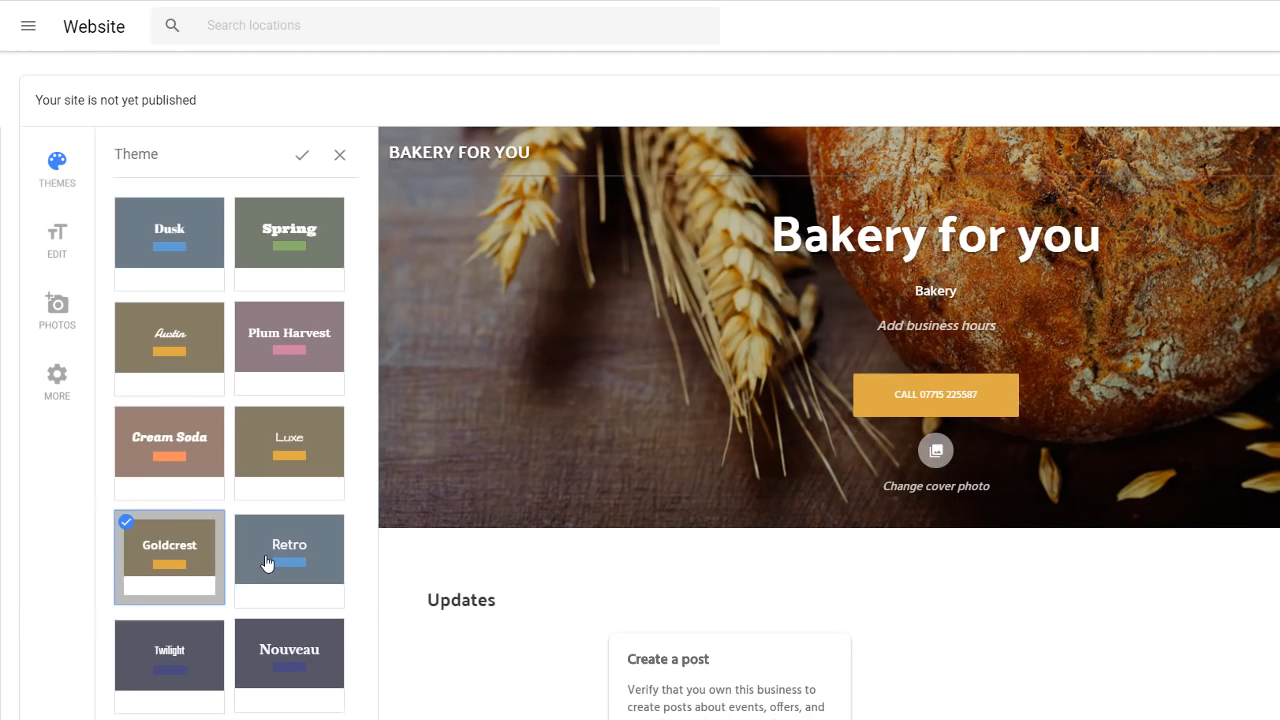 Website
Search locations
Your site is not yet published
THEMES
EDIT
PHOTOS
MORE
Theme
Dusk
Spring
Austin
Plum Harvest
Cream Soda
Luxe
Goldcrest
Retro
Twilight
Nouveau
BAKERY FOR YOU
Bakery for you
Bakery
Add business hours
CALL 07715 225587
Change cover photo
Updates
Create a post
Verify that you own this business to
create posts about events, offers, and